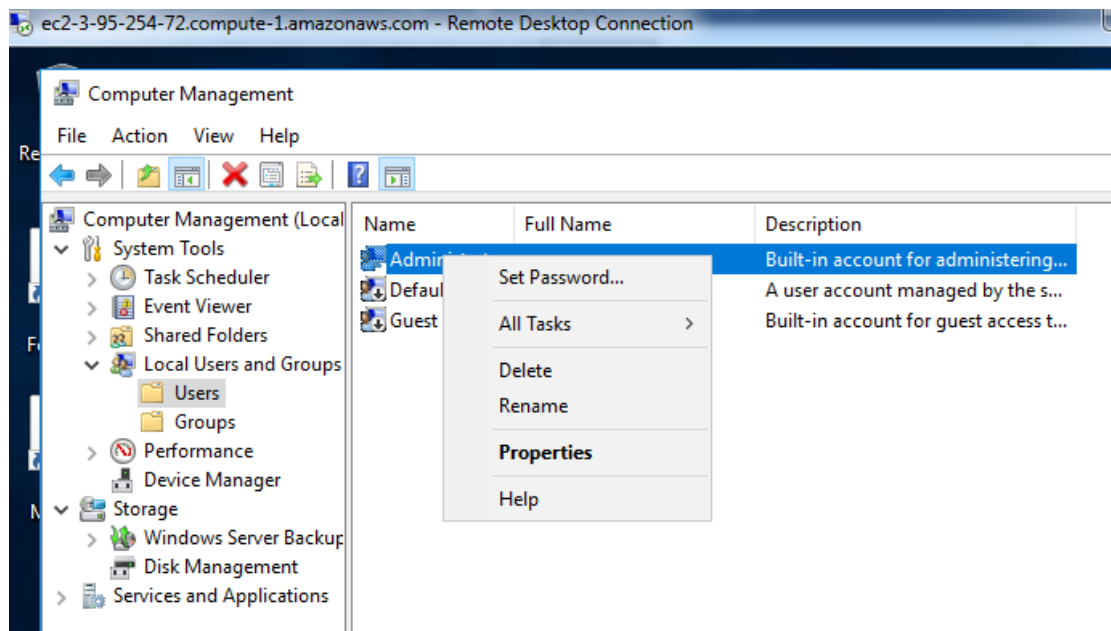 ec2-3-95-254-72.compute-1.amazonaws.com - Remote Desktop Connection
Computer Management
File Action View Help
Re
Computer Management (Local
System Tools
Task Scheduler
Event Viewer
Shared Folders
Local Users and Groups
Users
Groups
Performance
Device Manager
Storage
Windows Server Backup
Disk Management
Services and Applications
Name Full Name Description
Built-in account for administering...
Defaul A user account managed by the s...
Guest Built-in account for guest access t...
Set Password...
All Tasks
Delete
Rename
Properties
Help